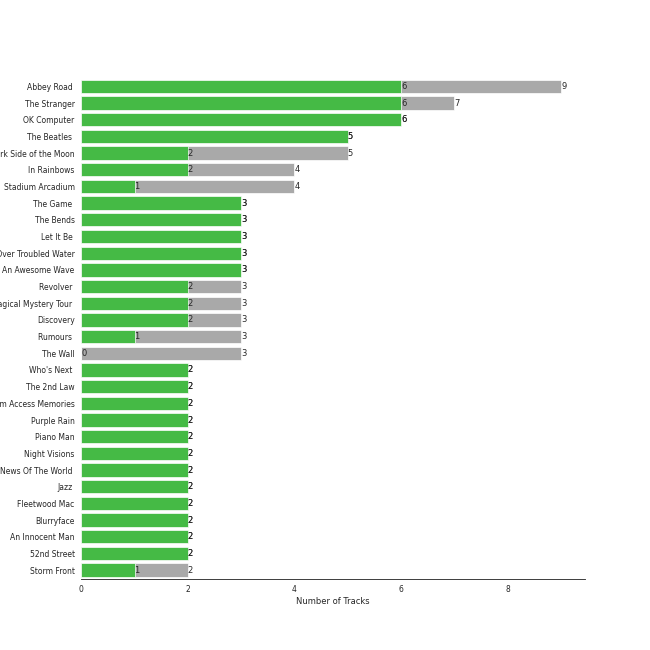 Abbey Road 6 9
The Stranger 6 7
OK Computer 6
The Beatles 5
rk Side of the Moon 2 5
In Rainbows 2 4
Stadium Arcadium 1 4
The Game 3
The Bends 3
Let It Be 3
Over Troubled Water 3
An Awesome Wave 3
Revolver 2 3
agical Mystery Tour 2 3
Discovery 2 3
Rumours 1 3
The Wall 0 3
Who's Next 2
The 2nd Law 2
m Access Memories 2
Purple Rain 2
Piano Man 2
Night Visions 2
News Of The World 2
Jazz 2
Fleetwood Mac 2
Blurryface 2
An Innocent Man 2
52nd Street 2
Storm Front 1 2
0 2 4 6 8
Number of Tracks